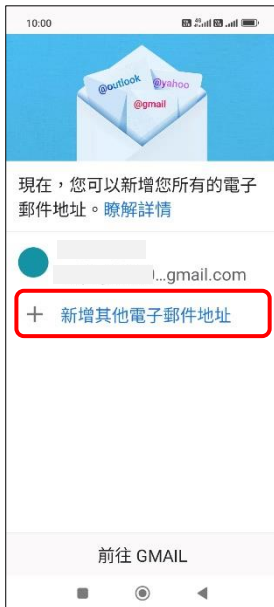 10:00
@outlook @yahoo
@gmail
現在，您可以新增您所有的電子
郵件地址。瞭解詳情
...gmail.com
+ 新增其他電子郵件地址
前往 GMAIL